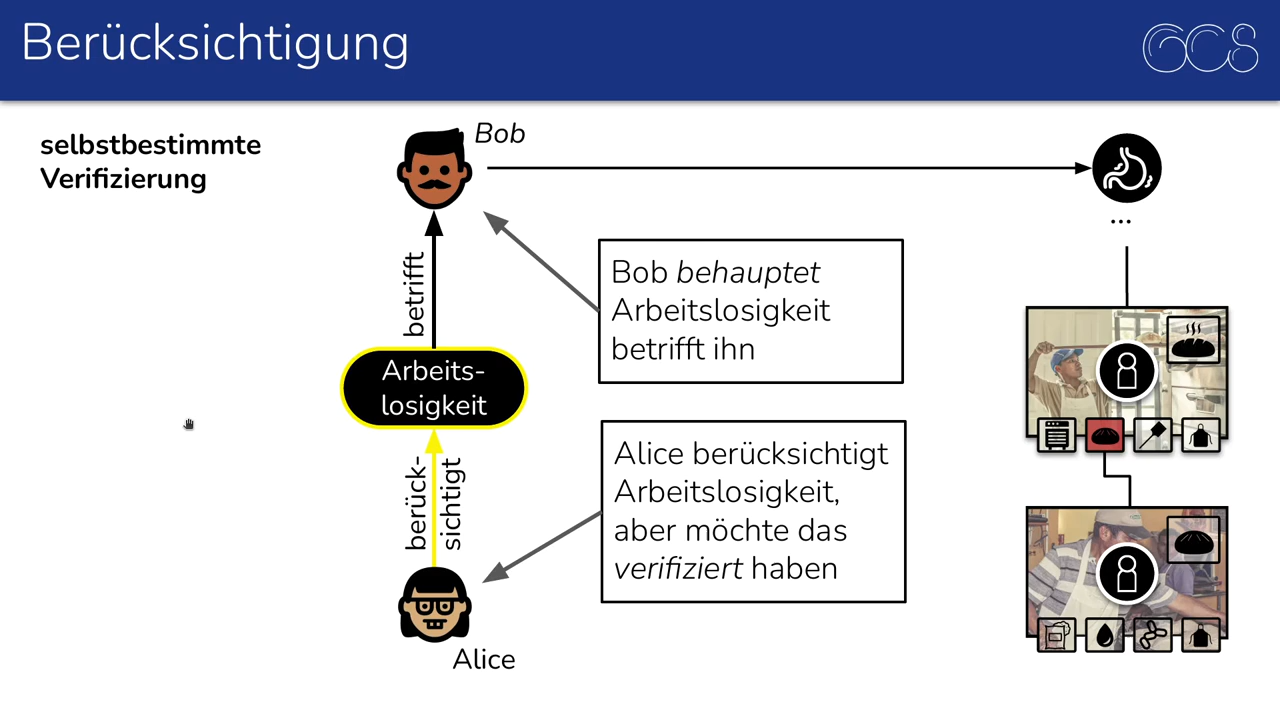 Berücksichtigung
GCS
selbstbestimmte
Verifizierung
Bob
...
betrifft
Bob behauptet
Arbeitslosigkeit
betrifft ihn
Arbeits-
losigkeit
berück-
sichtigt
Alice berücksichtigt
Arbeitslosigkeit,
aber möchte das
verifiziert haben
Alice